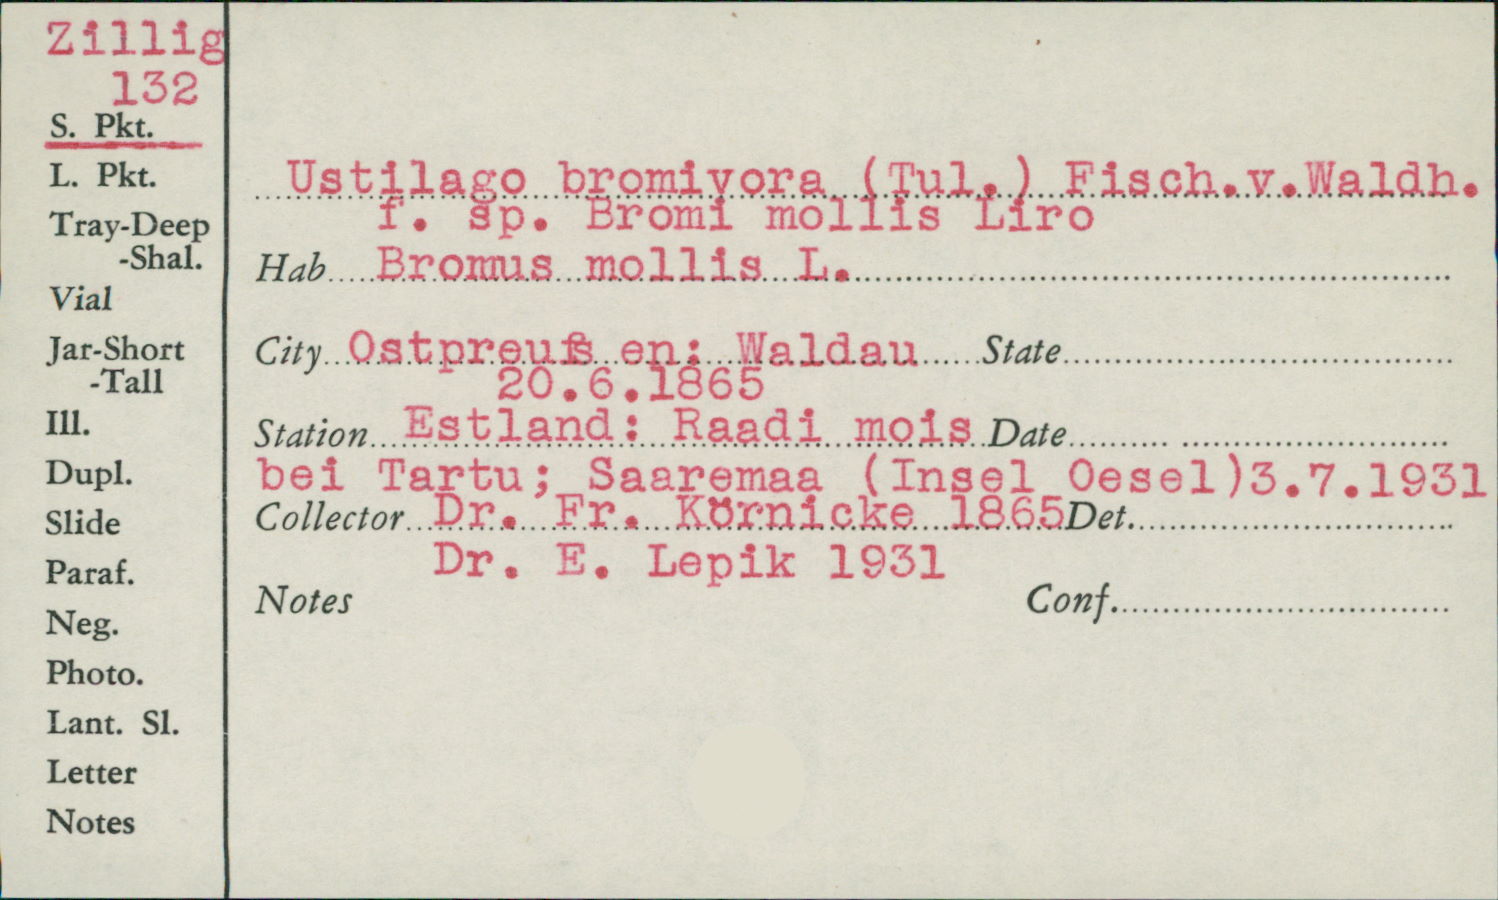 Zillig
132
S. Pkt.
L. Pkt.
Tray-Deep
-Shal.
Vial
Jar-Short
-Tall
Ill.
Dupl.
Slide
Paraf.
Neg.
Photo.
Lant. Sl.
Letter
Notes
Ustilago bromivora (Tul.) Fisch.v.Waldh.
f. sp. Bromi mollis Liro
Hab Bromus mollis L.
City Ostpreußen: Waldau State
20.6.1865
Station Estland: Raadi mois Date
bei Tartu; Saaremaa (Insel Oesel)3.7.1931
Collector Dr. Fr. Körnicke 1865 Det.
Dr. E. Lepik 1931
Notes Conf.